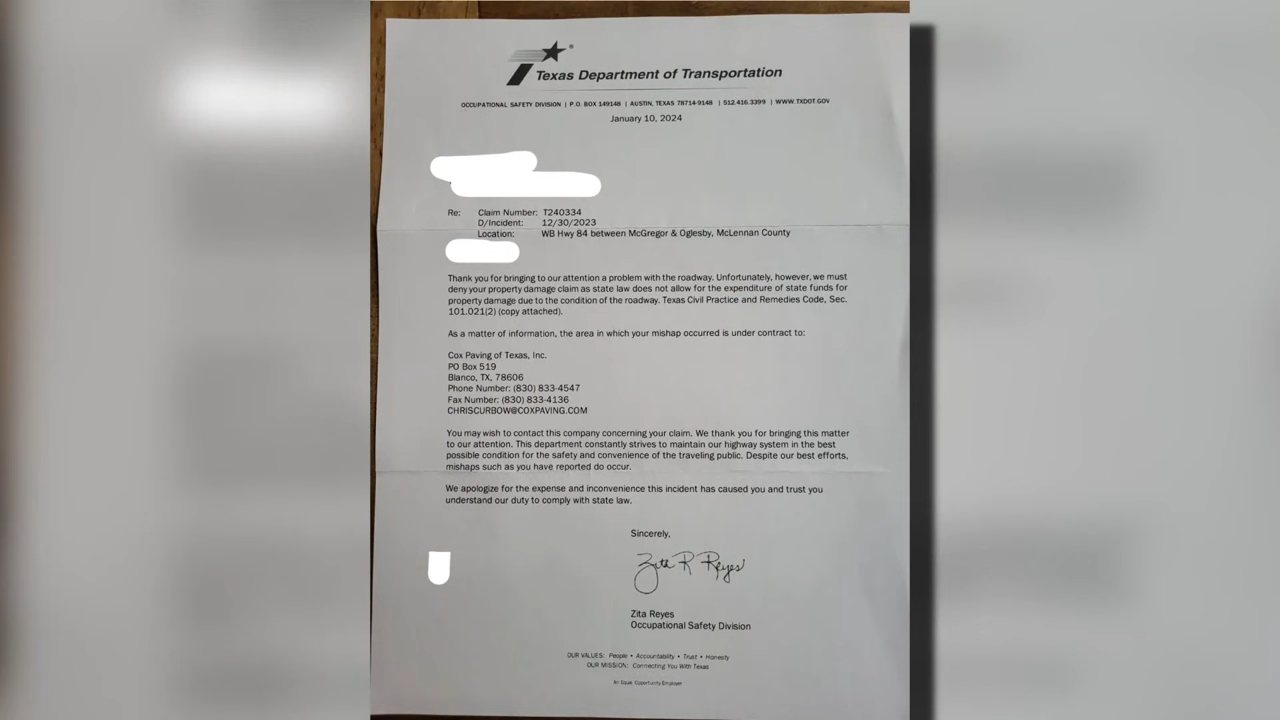 Texas Department of Transportation
OCCUPATIONAL SAFETY DIVISION | P.O. BOX 149148 | AUSTIN, TEXAS 78714-9148 | 512.416.3399 | WWW.TXDOT.GOV
January 10, 2024
Re: Claim Number: T240334
D/Incident: 12/30/2023
Location: WB Hwy 84 between McGregor & Oglesby, McLennan County
Thank you for bringing to our attention a problem with the roadway. Unfortunately, however, we must
deny your property damage claim as state law does not allow for the expenditure of state funds for
property damage due to the condition of the roadway. Texas Civil Practice and Remedies Code, Sec.
101.021(2) (copy attached).
As a matter of information, the area in which your mishap occurred is under contract to:
Cox Paving of Texas, Inc.
PO Box 519
Blanco, TX, 78606
Phone Number: (830) 833-4547
Fax Number: (830) 833-4136
CHRISCURBOW@COXPAVING.COM
You may wish to contact this company concerning your claim. We thank you for bringing this matter
to our attention. This department constantly strives to maintain our highway system in the best
possible condition for the safety and convenience of the traveling public. Despite our best efforts,
mishaps such as you have reported do occur.
We apologize for the expense and inconvenience this incident has caused you and trust you
understand our duty to comply with state law.
Sincerely,
Zita R Reyes
Zita Reyes
Occupational Safety Division
OUR VALUES: People • Accountability • Trust • Honesty
OUR MISSION: Connecting You With Texas
An Equal Opportunity Employer